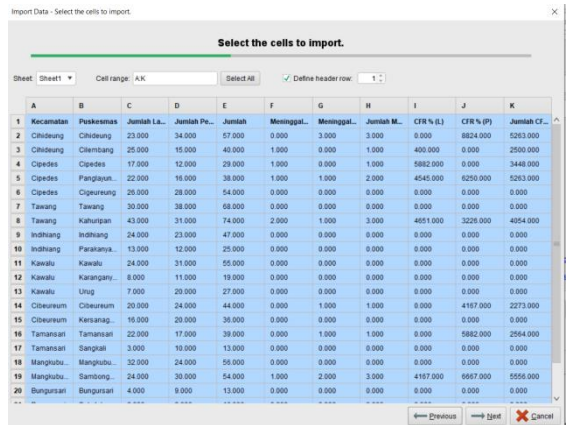 Import Data - Select the cells to import.
Select the cells to import.
Sheet: Sheet1 Cell range: A:K Select All Define header row: 1
A B C D E F G H I J K
1 Kecamatan Puskesmas Jumlah La... Jumlah Pe... Jumlah Meninggal... Meninggal... Jumlah M... CFR % (L) CFR % (P) Jumlah CF...
2 Cihideung Cihideung 23.000 34.000 57.000 0.000 3.000 3.000 0.000 8824.000 5263.000
3 Cihideung Cilembang 25.000 15.000 40.000 1.000 0.000 1.000 400.000 0.000 2500.000
4 Cipedes Cipedes 17.000 12.000 29.000 1.000 0.000 1.000 5882.000 0.000 3448.000
5 Cipedes Panglayun... 22.000 16.000 38.000 1.000 1.000 2.000 4545.000 6250.000 5263.000
6 Cipedes Cigeureung 26.000 28.000 54.000 0.000 0.000 0.000 0.000 0.000 0.000
7 Tawang Tawang 30.000 38.000 68.000 0.000 0.000 0.000 0.000 0.000 0.000
8 Tawang Kahuripan 43.000 31.000 74.000 2.000 1.000 3.000 4651.000 3226.000 4054.000
9 Indihiang Indihiang 24.000 23.000 47.000 0.000 0.000 0.000 0.000 0.000 0.000
10 Indihiang Parakanya... 13.000 12.000 25.000 0.000 0.000 0.000 0.000 0.000 0.000
11 Kawalu Kawalu 24.000 31.000 55.000 0.000 0.000 0.000 0.000 0.000 0.000
12 Kawalu Karangany... 8.000 11.000 19.000 0.000 0.000 0.000 0.000 0.000 0.000
13 Kawalu Urug 7.000 20.000 27.000 0.000 0.000 0.000 0.000 0.000 0.000
14 Cibeureum Cibeureum 20.000 24.000 44.000 0.000 1.000 1.000 0.000 4167.000 2273.000
15 Cibeureum Kersanag... 16.000 20.000 36.000 0.000 0.000 0.000 0.000 0.000 0.000
16 Tamansari Tamansari 22.000 17.000 39.000 0.000 1.000 1.000 0.000 5882.000 2564.000
17 Tamansari Sangkali 3.000 10.000 13.000 0.000 0.000 0.000 0.000 0.000 0.000
18 Mangkubu... Mangkubu... 32.000 24.000 56.000 0.000 0.000 0.000 0.000 0.000 0.000
19 Mangkubu... Sambong... 24.000 30.000 54.000 1.000 2.000 3.000 4167.000 6667.000 5556.000
20 Bungursari Bungursari 4.000 9.000 13.000 0.000 0.000 0.000 0.000 0.000 0.000
Previous Next Cancel